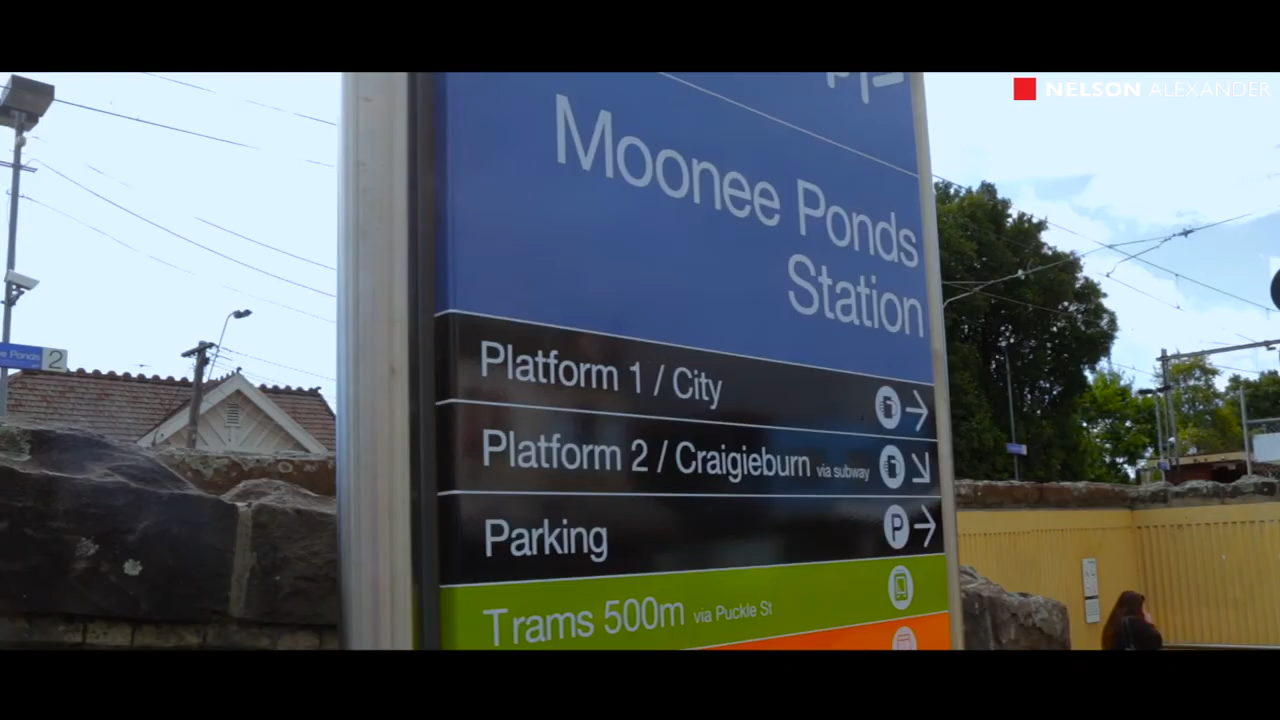 NELSON ALEXANDER
Moonee Ponds
Station
Platform 1 / City
Platform 2 / Craigieburn via subway
Parking
P
Trams 500m via Puckle St
e Ponds 2